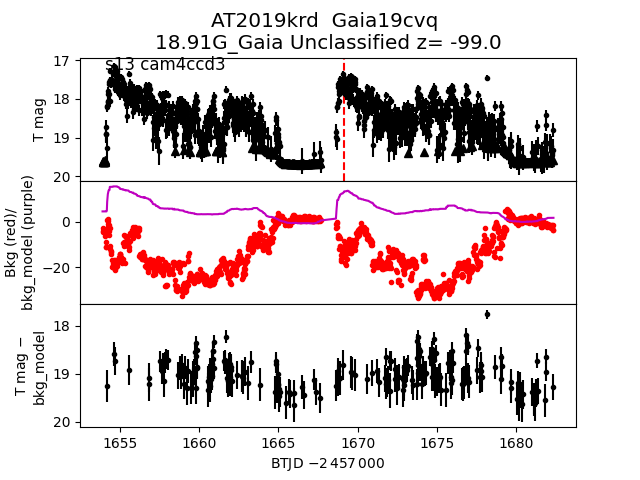 AT2019krd  Gaia19cvq
18.91G_Gaia Unclassified z= -99.0
s13 cam4ccd3
T mag
17
18
19
20
Bkg (red)/
bkg_model (purple)
0
−20
T mag −
bkg_model
18
19
20
1655
1660
1665
1670
1675
1680
BTJD −2 457 000